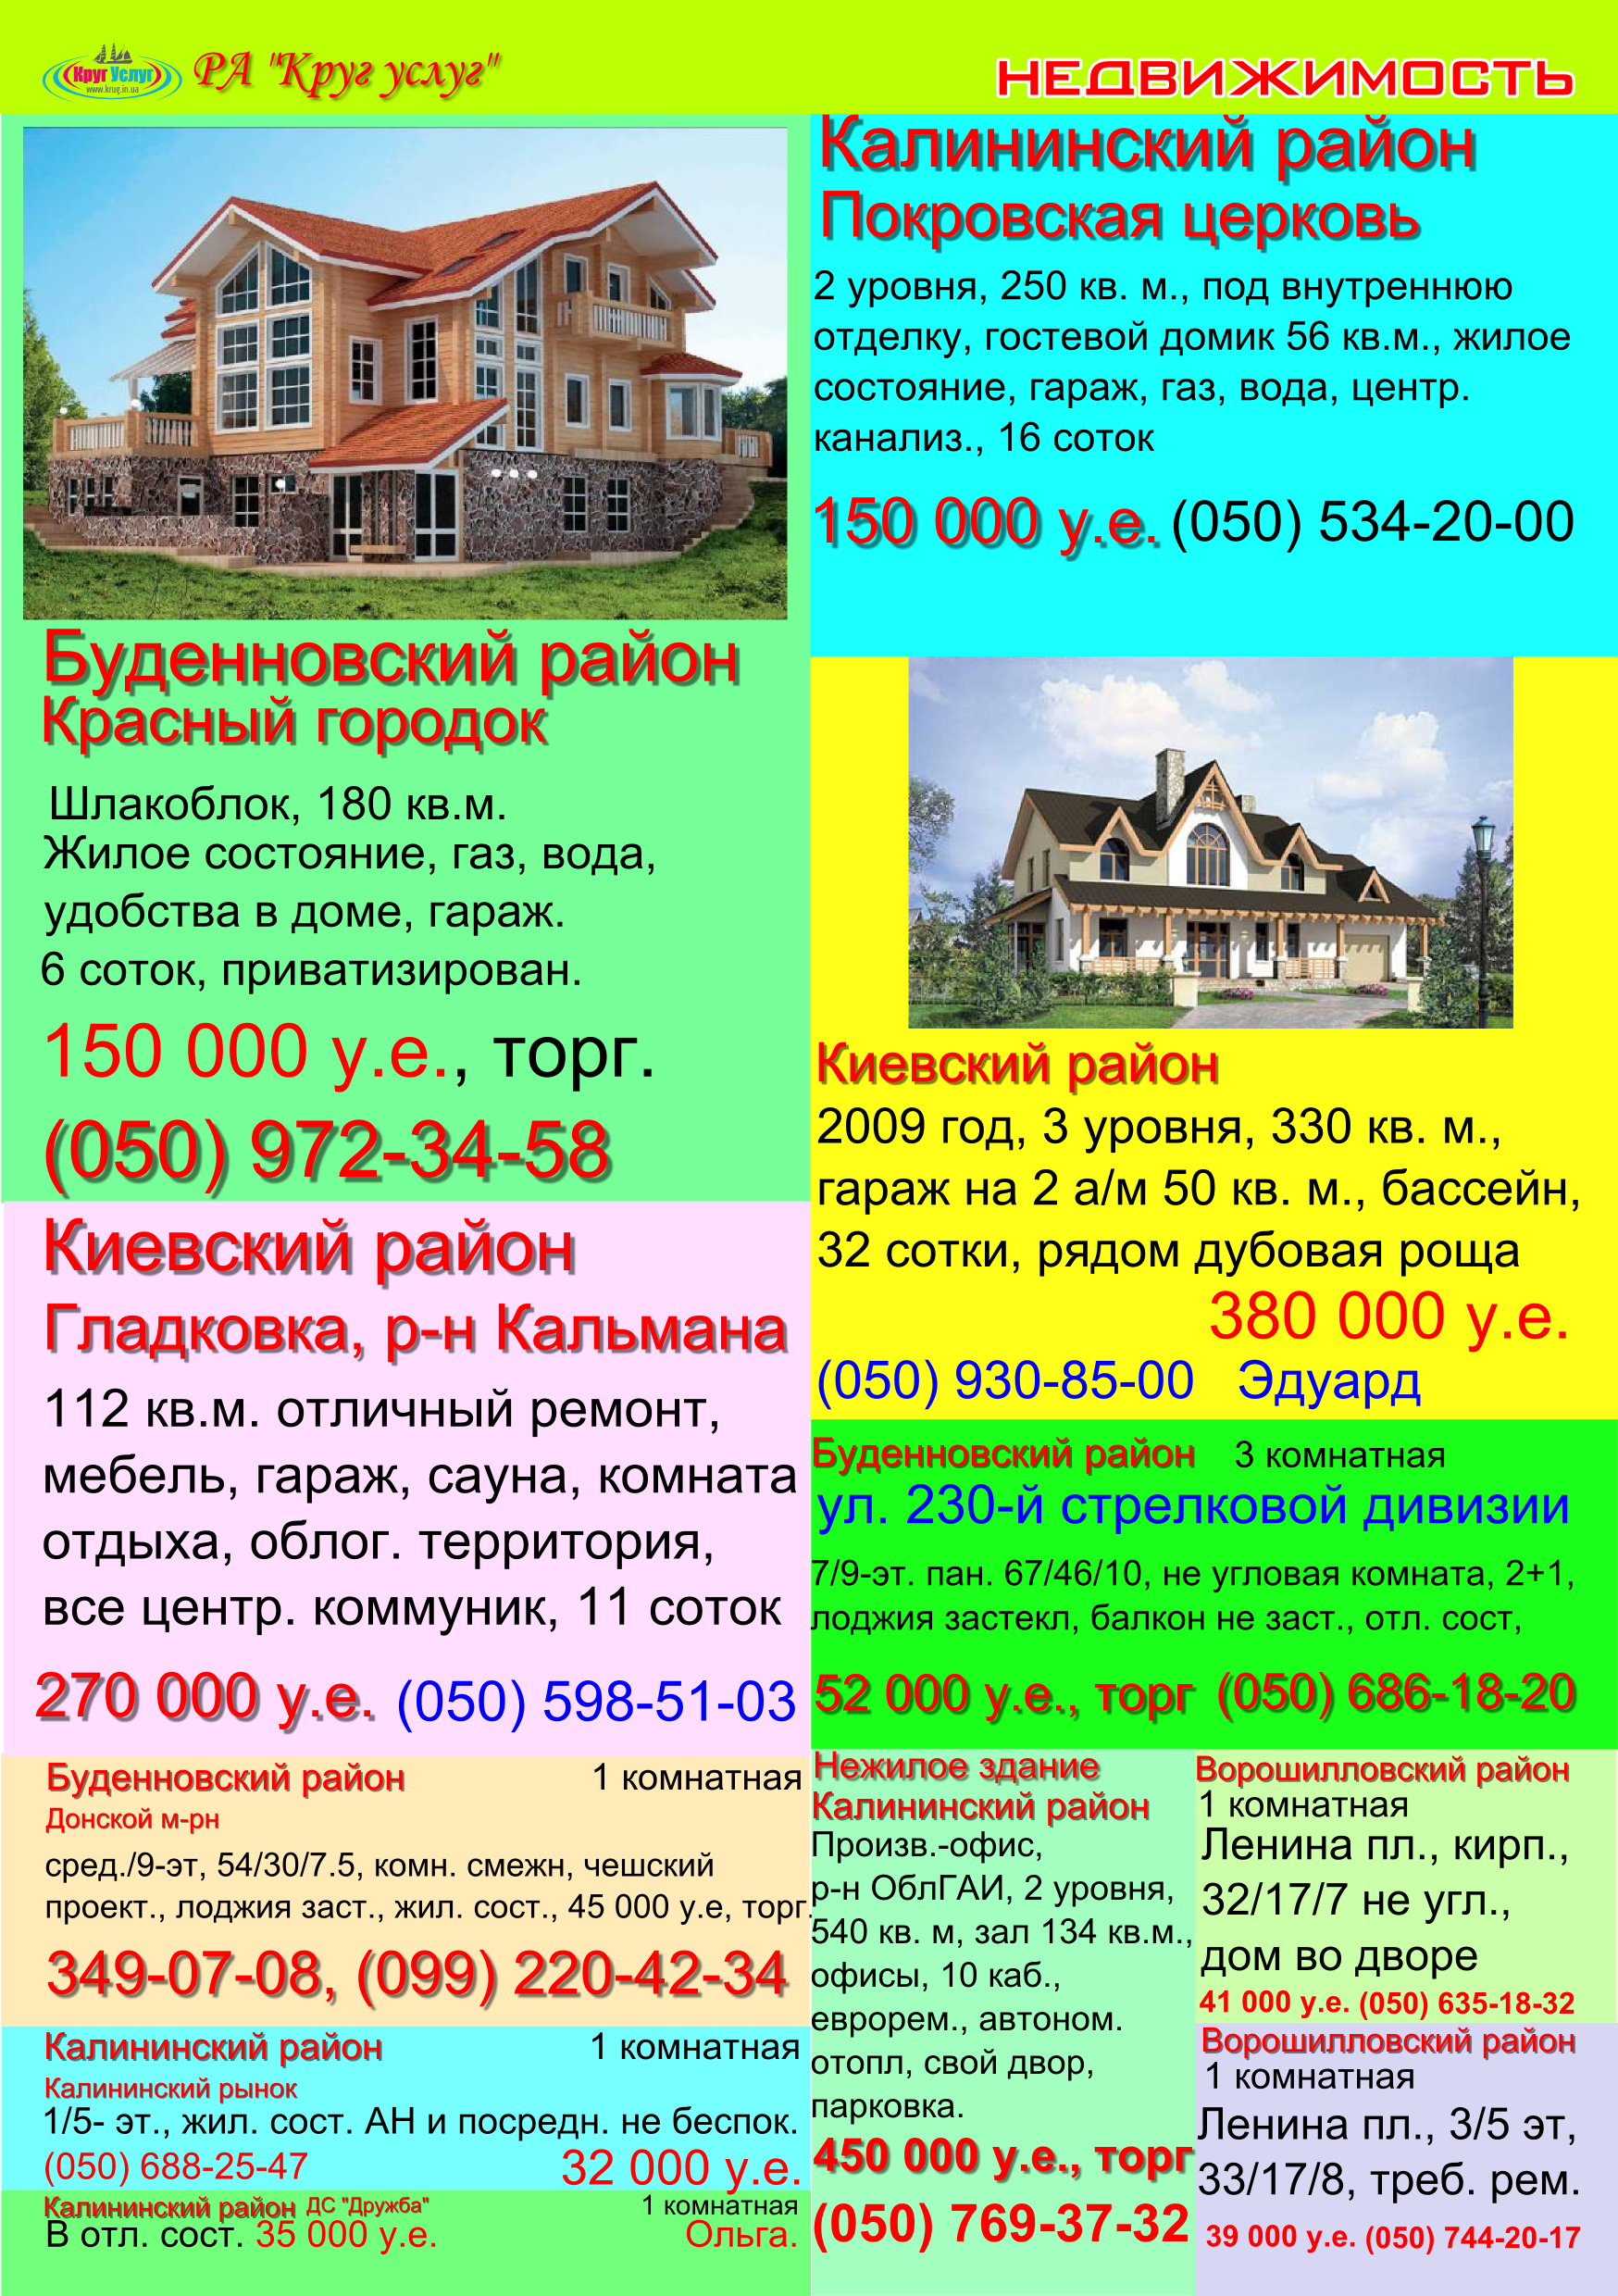 Круг Услуг
www.krug.in.ua
РА "Круг услуг"
НЕДВИЖИМОСТЬ
Буденновский район
Красный городок
Шлакоблок, 180 кв.м.
Жилое состояние, газ, вода,
удобства в доме, гараж.
6 соток, приватизирован.
150 000 у.е., торг.
(050) 972-34-58
Калининский район
Покровская церковь
2 уровня, 250 кв. м., под внутреннюю
отделку, гостевой домик 56 кв.м., жилое
состояние, гараж, газ, вода, центр.
канализ., 16 соток
150 000 у.е. (050) 534-20-00
Киевский район
2009 год, 3 уровня, 330 кв. м.,
гараж на 2 а/м 50 кв. м., бассейн,
32 сотки, рядом дубовая роща
380 000 у.е.
(050) 930-85-00 Эдуард
Киевский район
Гладковка, р-н Кальмана
112 кв.м. отличный ремонт,
мебель, гараж, сауна, комната
отдыха, облог. территория,
все центр. коммуник, 11 соток
270 000 у.е. (050) 598-51-03
Буденновский район 3 комнатная
ул. 230-й стрелковой дивизии
7/9-эт. пан. 67/46/10, не угловая комната, 2+1,
лоджия застекл, балкон не заст., отл. сост,
52 000 у.е., торг (050) 686-18-20
Буденновский район 1 комнатная
Донской м-рн
сред./9-эт, 54/30/7.5, комн. смежн, чешский
проект., лоджия заст., жил. сост., 45 000 у.е, торг.
349-07-08, (099) 220-42-34
Калининский район 1 комнатная
Калининский рынок
1/5- эт., жил. сост. АН и посредн. не беспок.
(050) 688-25-47 32 000 у.е.
Калининский район ДС "Дружба" 1 комнатная
В отл. сост. 35 000 у.е. Ольга.
Нежилое здание
Калининский район
Произв.-офис,
р-н ОблГАИ, 2 уровня,
540 кв. м, зал 134 кв.м.,
офисы, 10 каб.,
еврорем., автоном.
отопл, свой двор,
парковка.
450 000 у.е., торг
(050) 769-37-32
Ворошилловский район
1 комнатная
Ленина пл., кирп.,
32/17/7 не угл.,
дом во дворе
41 000 у.е. (050) 635-18-32
Ворошилловский район
1 комнатная
Ленина пл., 3/5 эт,
33/17/8, треб. рем.
39 000 у.е. (050) 744-20-17